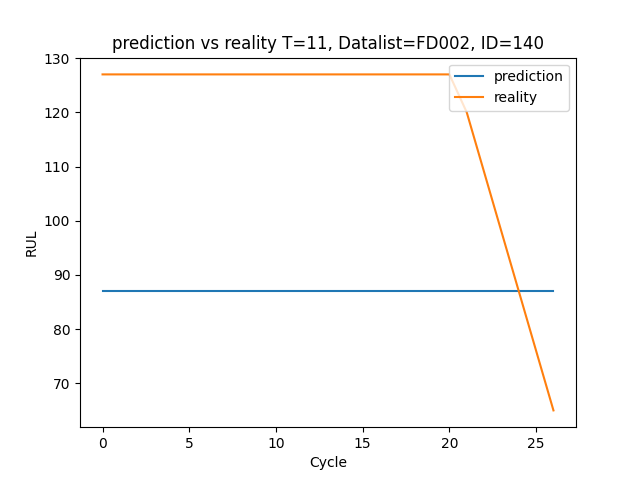 prediction vs reality T=11, Datalist=FD002, ID=140
130
120
110
100
90
80
70
RUL
prediction
reality
0 5 10 15 20 25
Cycle